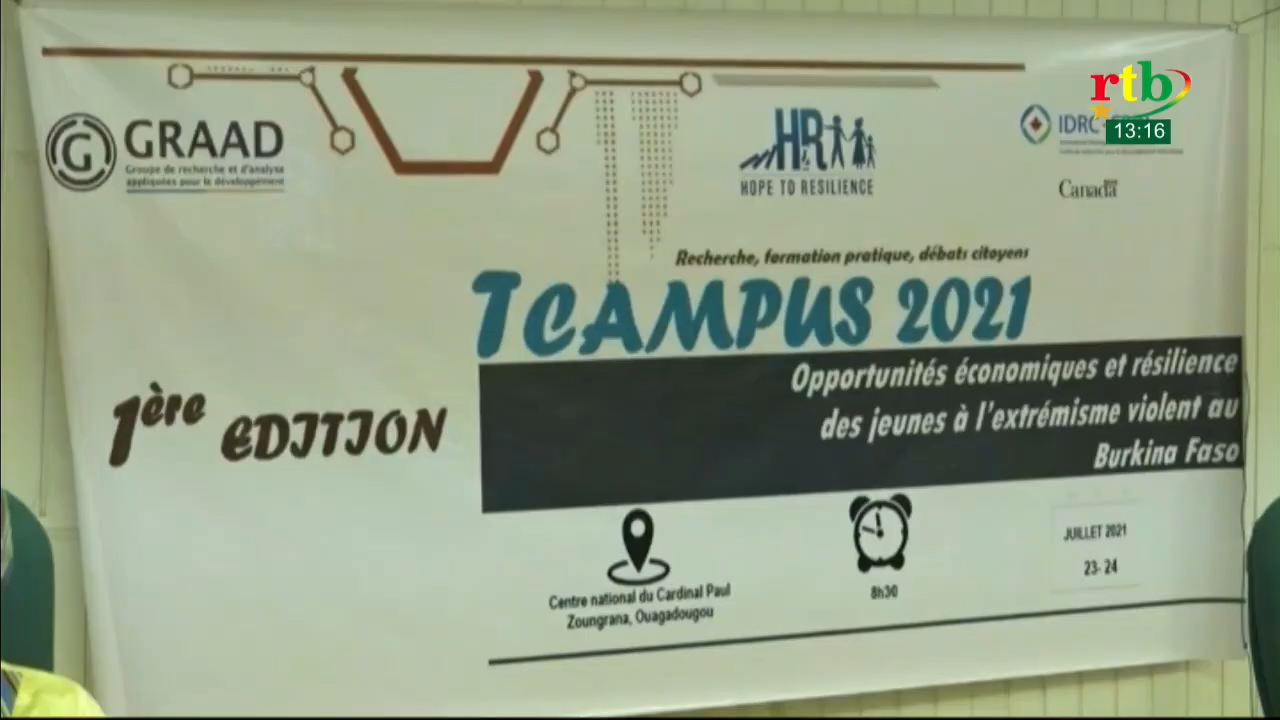 rtb
13:16
GRAAD
Groupe de recherche et d'analyse
appliquées pour le développement
HR
HOPE TO RESILIENCE
IDRC
Canada
Recherche, formation pratique, débats citoyens
TCAMPUS 2021
1ère EDITION
Opportunités économiques et résilience
des jeunes à l'extrémisme violent au
Burkina Faso
Centre national du Cardinal Paul
Zoungrana, Ouagadougou
8h30
JUILLET 2021
23-24